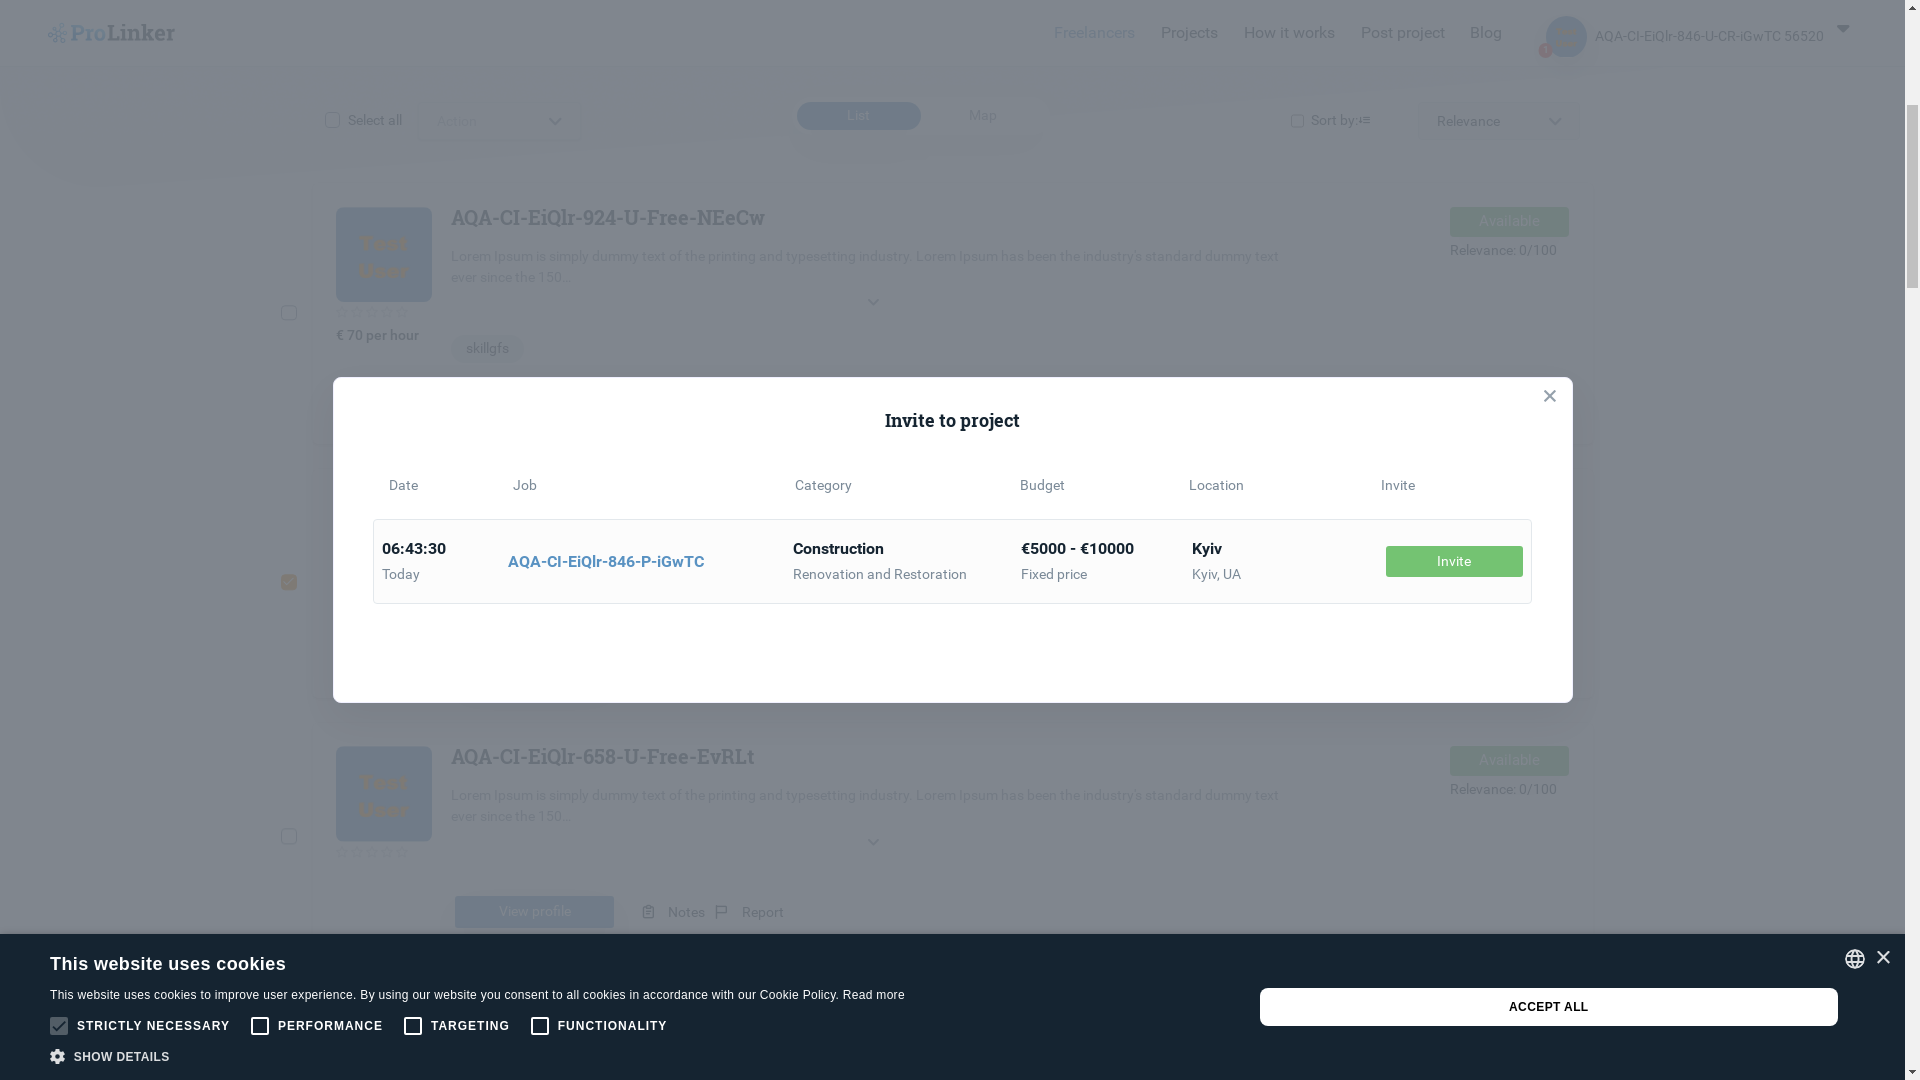 ProLinker
Freelancers Projects How it works Post project Blog
1 AQA-CI-EiQlr-846-U-CR-iGwTC 56520
Select all Action List Map Sort by: Relevance
AQA-CI-EiQlr-924-U-Free-NEeCw
Available
Test
User
Lorem Ipsum is simply dummy text of the printing and typesetting industry. Lorem Ipsum has been the industry's standard dummy text
ever since the 150...
Relevance: 0/100
€ 70 per hour
skillgfs
Invite to project
Date Job Category Budget Location Invite
06:43:30 Construction €5000 - €10000 Kyiv
AQA-CI-EiQlr-846-P-iGwTC Invite
Today Renovation and Restoration Fixed price Kyiv, UA
AQA-CI-EiQlr-658-U-Free-EvRLt
Available
Test
User
Lorem Ipsum is simply dummy text of the printing and typesetting industry. Lorem Ipsum has been the industry's standard dummy text
ever since the 150...
Relevance: 0/100
View profile Notes Report
This website uses cookies
This website uses cookies to improve user experience. By using our website you consent to all cookies in accordance with our Cookie Policy. Read more
STRICTLY NECESSARY PERFORMANCE TARGETING FUNCTIONALITY
SHOW DETAILS
ACCEPT ALL